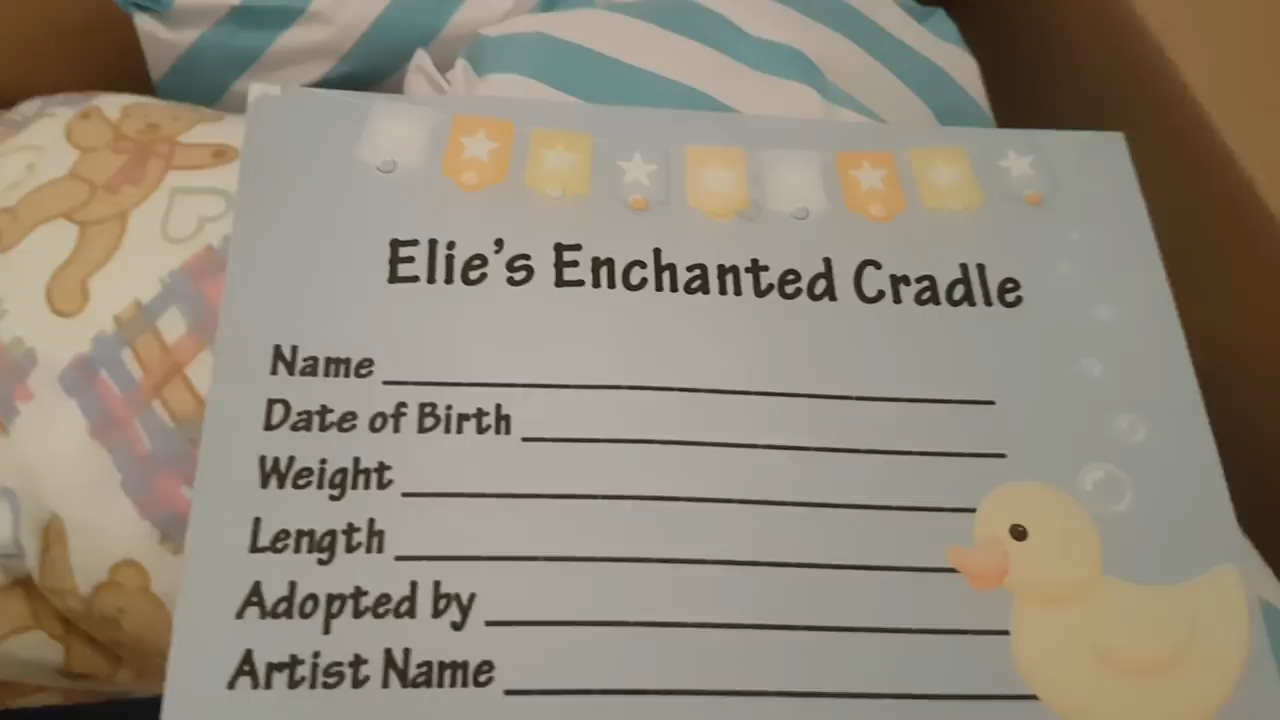 Elie's Enchanted Cradle
Name
Date of Birth
Weight
Length
Adopted by
Artist Name